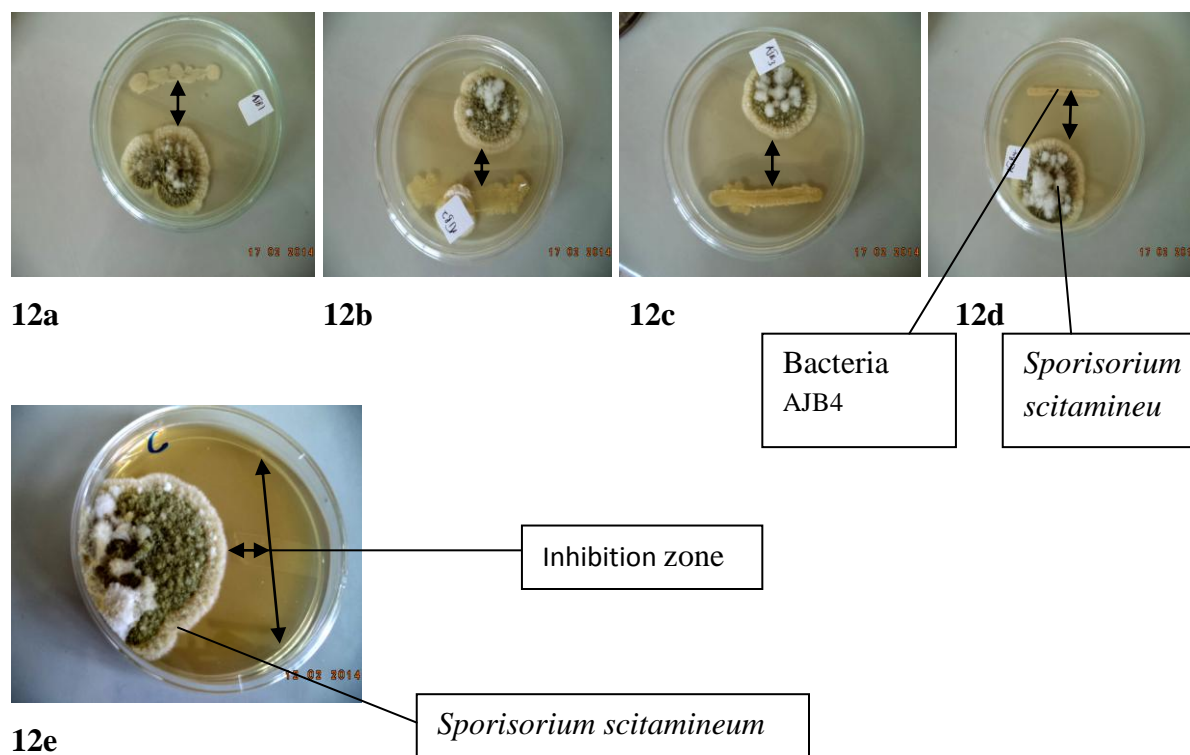 17 02 2014
17 02 2014
17 02 2014
17 02 2014
12a
12b
12c
12d
Bacteria
AJB4
Sporisorium
scitamineu
C
Inhibition zone
12 02 2014
Sporisorium scitamineum
12e